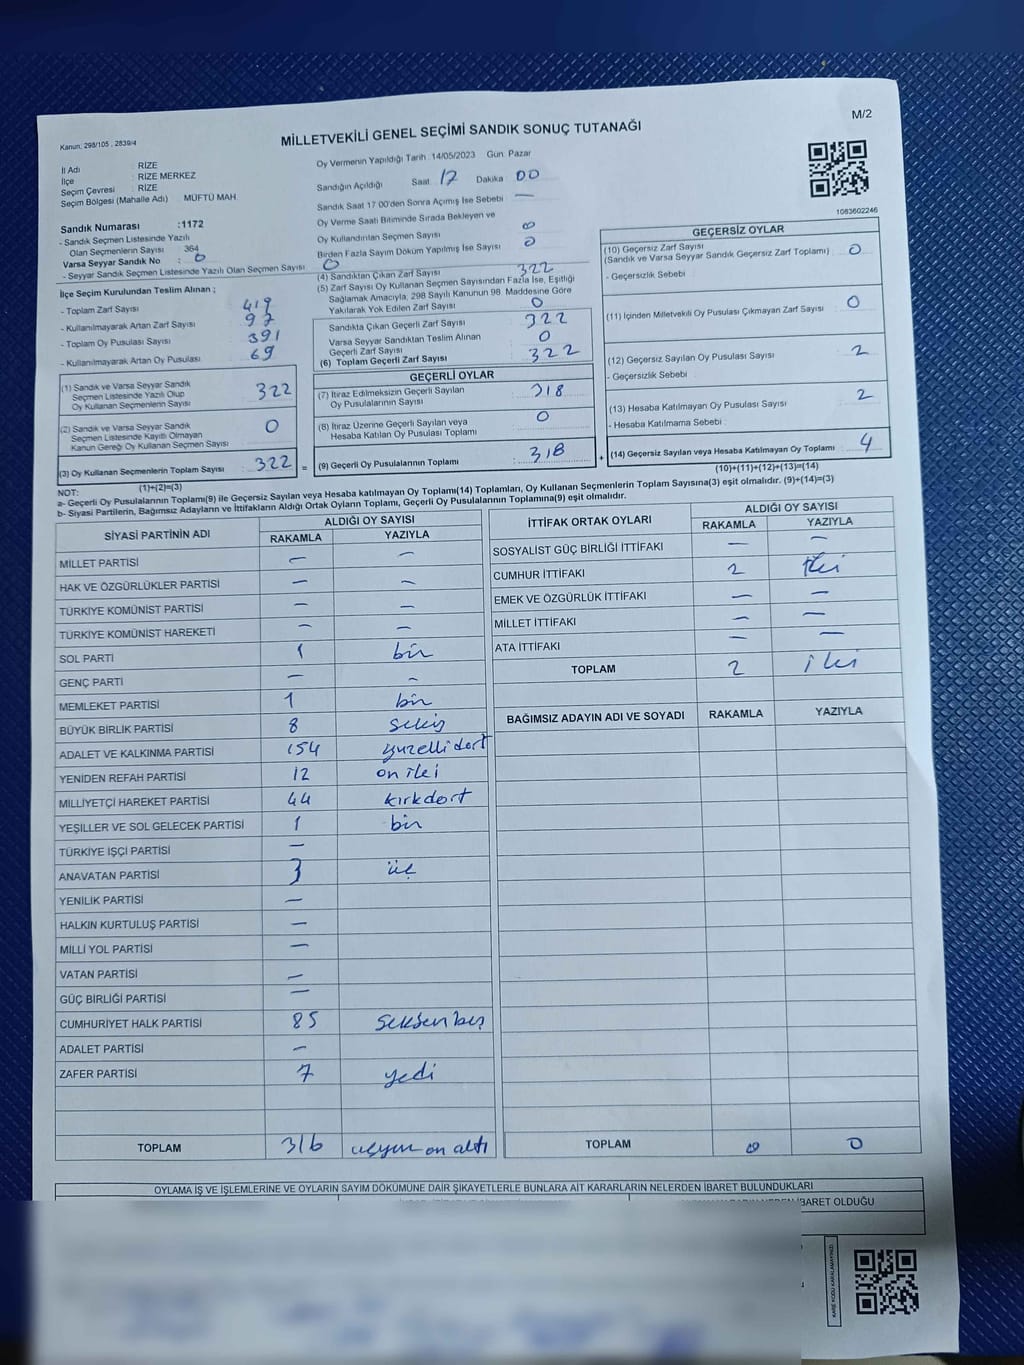 M/2
Kanun: 298/105 , 2839/4
MİLLETVEKİLİ GENEL SEÇİMİ SANDIK SONUÇ TUTANAĞI
İl Adı : RİZE
İlçe : RİZE MERKEZ
Seçim Çevresi : RİZE
Seçim Bölgesi (Mahalle Adı) MÜFTÜ MAH.
Oy Vermenin Yapıldığı Tarih :14/05/2023 Gün: Pazar
Sandığın Açıldığı Saat 17 Dakika 00
Sandık Saat 17:00'den Sonra Açılmış İse Sebebi —
Oy Verme Saati Bitiminde Sırada Bekleyen ve
Oy Kullandırılan Seçmen Sayısı 0
Birden Fazla Sayım Döküm Yapılmış İse Sayısı 0
1083602246
Sandık Numarası :1172
- Sandık Seçmen Listesinde Yazılı
Olan Seçmenlerin Sayısı : 364
Varsa Seyyar Sandık No : 0
- Seyyar Sandık Seçmen Listesinde Yazılı Olan Seçmen Sayısı: 0
İlçe Seçim Kurulundan Teslim Alınan ;
- Toplam Zarf Sayısı 419
- Kullanılmayarak Artan Zarf Sayısı 97
- Toplam Oy Pusulası Sayısı 391
- Kullanılmayarak Artan Oy Pusulası 69
(4) Sandıktan Çıkan Zarf Sayısı 322
(5) Zarf Sayısı Oy Kullanan Seçmen Sayısından Fazla İse, Eşitliği
Sağlamak Amacıyla, 298 Sayılı Kanunun 98. Maddesine Göre
Yakılarak Yok Edilen Zarf Sayısı 0
Sandıkta Çıkan Geçerli Zarf Sayısı 322
Varsa Seyyar Sandıktan Teslim Alınan
Geçerli Zarf Sayısı 0
(6) Toplam Geçerli Zarf Sayısı 322
GEÇERSİZ OYLAR
(10) Geçersiz Zarf Sayısı
(Sandık ve Varsa Seyyar Sandık Geçersiz Zarf Toplamı) : 0
- Geçersizlik Sebebi
(11) İçinden Milletvekili Oy Pusulası Çıkmayan Zarf Sayısı : 0
(12) Geçersiz Sayılan Oy Pusulası Sayısı 2
- Geçersizlik Sebebi :
(13) Hesaba Katılmayan Oy Pusulası Sayısı 2
- Hesaba Katılmama Sebebi :
(14) Geçersiz Sayılan veya Hesaba Katılmayan Oy Toplamı : 4
(10)+(11)+(12)+(13)=(14)
(1) Sandık ve Varsa Seyyar Sandık
Seçmen Listesinde Yazılı Olup
Oy Kullanan Seçmenlerin Sayısı 322
(2) Sandık ve Varsa Seyyar Sandık
Seçmen Listesinde Kayıtlı Olmayan
Kanun Gereği Oy Kullanan Seçmen Sayısı 0
(3) Oy Kullanan Seçmenlerin Toplam Sayısı 322
(1)+(2)=(3)
=
GEÇERLİ OYLAR
(7) İtiraz Edilmeksizin Geçerli Sayılan
Oy Pusulalarının Sayısı : 318
(8) İtiraz Üzerine Geçerli Sayılan veya
Hesaba Katılan Oy Pusulası Toplamı : 0
(9) Geçerli Oy Pusulalarının Toplamı : 318
+
NOT:
a- Geçerli Oy Pusulalarının Toplamı(9) ile Geçersiz Sayılan veya Hesaba katılmayan Oy Toplamı(14) Toplamları, Oy Kullanan Seçmenlerin Toplam Sayısına(3) eşit olmalıdır. (9)+(14)=(3)
b- Siyasi Partilerin, Bağımsız Adayların ve İttifakların Aldığı Ortak Oyların Toplamı, Geçerli Oy Pusulalarının Toplamına(9) eşit olmalıdır.
SİYASİ PARTİNİN ADI ALDIĞI OY SAYISI
RAKAMLA YAZIYLA
MİLLET PARTİSİ — —
HAK VE ÖZGÜRLÜKLER PARTİSİ — —
TÜRKİYE KOMÜNİST PARTİSİ — —
TÜRKİYE KOMÜNİST HAREKETİ — —
SOL PARTİ 1 bir
GENÇ PARTİ — —
MEMLEKET PARTİSİ 1 bir
BÜYÜK BİRLİK PARTİSİ 8 sekiz
ADALET VE KALKINMA PARTİSİ 154 yüzellidört
YENİDEN REFAH PARTİSİ 12 on iki
MİLLİYETÇİ HAREKET PARTİSİ 44 kırkdört
YEŞİLLER VE SOL GELECEK PARTİSİ 1 bir
TÜRKİYE İŞÇİ PARTİSİ —
ANAVATAN PARTİSİ 3 üç
YENİLİK PARTİSİ —
HALKIN KURTULUŞ PARTİSİ —
MİLLİ YOL PARTİSİ —
VATAN PARTİSİ —
GÜÇ BİRLİĞİ PARTİSİ —
CUMHURİYET HALK PARTİSİ 85 seksen beş
ADALET PARTİSİ —
ZAFER PARTİSİ 7 yedi
TOPLAM 316 üçyüz on altı
İTTİFAK ORTAK OYLARI ALDIĞI OY SAYISI
RAKAMLA YAZIYLA
SOSYALİST GÜÇ BİRLİĞİ İTTİFAKI — —
CUMHUR İTTİFAKI 2 İki
EMEK VE ÖZGÜRLÜK İTTİFAKI — —
MİLLET İTTİFAKI — —
ATA İTTİFAKI — —
TOPLAM 2 iki
BAĞIMSIZ ADAYIN ADI VE SOYADI RAKAMLA YAZIYLA
TOPLAM 0 0
OYLAMA İŞ VE İŞLEMLERİNE VE OYLARIN SAYIM DÖKÜMÜNE DAİR ŞİKAYETLERLE BUNLARA AİT KARARLARIN NELERDEN İBARET BULUNDUKLARI
İBARET OLDUĞU
KARE KODU KARALAMAYINIZ!